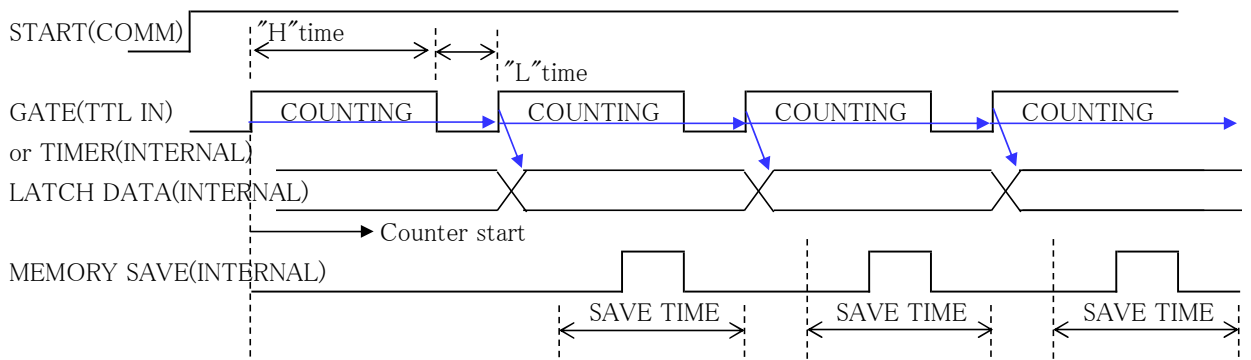 START(COMM)
"H"time
"L"time
GATE(TTL IN)
COUNTING
COUNTING
COUNTING
COUNTING
or TIMER(INTERNAL)
LATCH DATA(INTERNAL)
Counter start
MEMORY SAVE(INTERNAL)
SAVE TIME
SAVE TIME
SAVE TIME